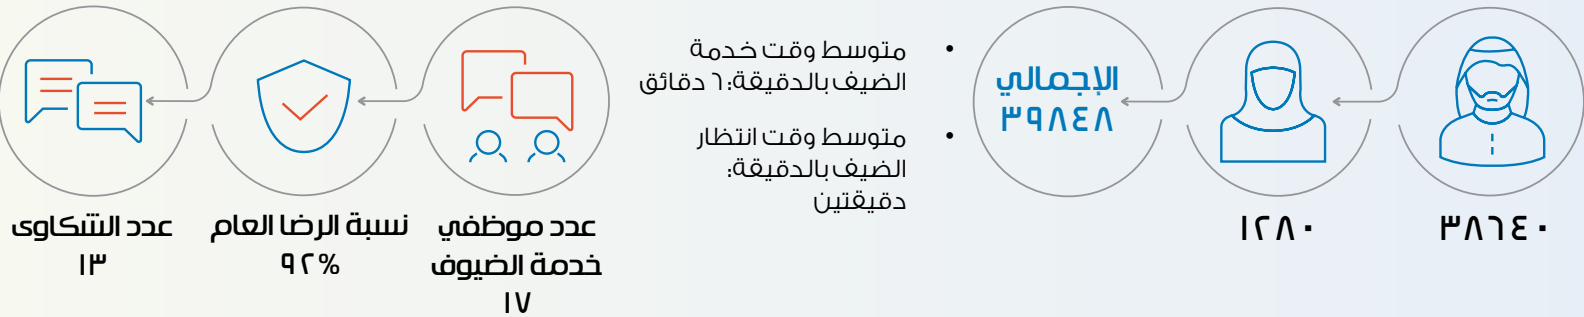 ٣٨٦٤٠
١٢٨٠
الإجمالي
٣٩٨٤٨
• متوسط وقت خدمة
الضيف بالدقيقة: ٦ دقائق
• متوسط وقت انتظار
الضيف بالدقيقة:
دقيقتين
عدد موظفي
خدمة الضيوف
١٧
نسبة الرضا العام
٩٢%
عدد الشكاوى
١٣